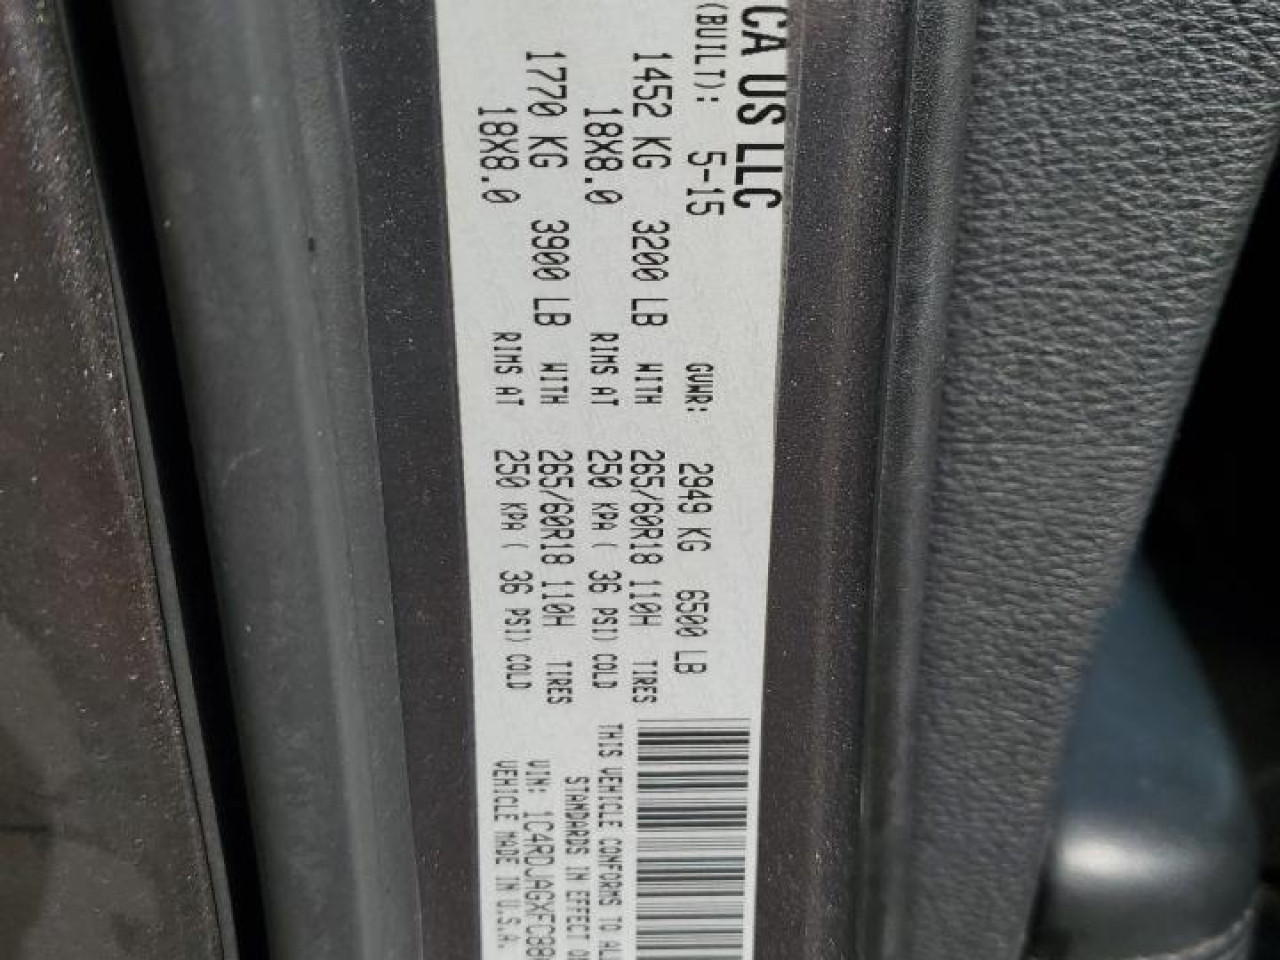 CA US LLC
(BUILT): 5-15 GVWR: 2949 KG 6500 LB
1452 KG 3200 LB WITH 265/60R18 110H TIRES
18X8.0 RIMS AT 250 KPA ( 36 PSI) COLD
1770 KG 3900 LB WITH 265/60R18 110H TIRES
18X8.0 RIMS AT 250 KPA ( 36 PSI) COLD
THIS VEHICLE CONFORMS TO AL
STANDARDS IN EFFECT O
VIN: 1C4RDJAGXFC88
VEHICLE MADE IN U.S.A.